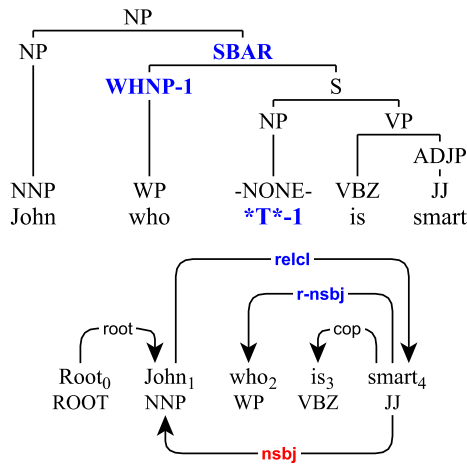 NP
NP SBAR
WHNP-1 S
NP VP
ADJP
NNP WP -NONE- VBZ JJ
John who *T*-1 is smart
relcl
r-nsbj
root cop
Root0 John1 who2 is3 smart4
ROOT NNP WP VBZ JJ
nsbj